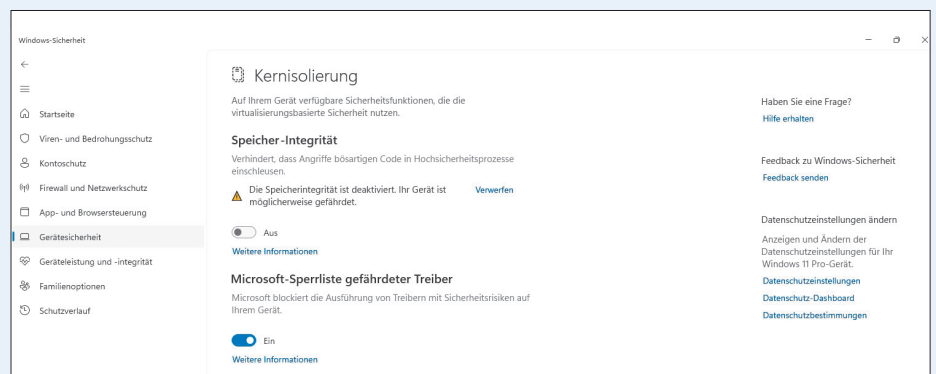 Windows-Sicherheit
Startseite
Viren- und Bedrohungsschutz
Kontoschutz
Firewall und Netzwerkschutz
App- und Browsersteuerung
Gerätesicherheit
Geräteleistung und -integrität
Familienoptionen
Schutzverlauf
Kernisolierung
Auf Ihrem Gerät verfügbare Sicherheitsfunktionen, die die
virtualisierungsbasierte Sicherheit nutzen.
Speicher-Integrität
Verhindert, dass Angriffe bösartigen Code in Hochsicherheitsprozesse
einschleusen.
Die Speicherintegrität ist deaktiviert. Ihr Gerät ist
möglicherweise gefährdet.
Verwerfen
Aus
Weitere Informationen
Microsoft-Sperrliste gefährdeter Treiber
Microsoft blockiert die Ausführung von Treibern mit Sicherheitsrisiken auf
Ihrem Gerät.
Ein
Weitere Informationen
Haben Sie eine Frage?
Hilfe erhalten
Feedback zu Windows-Sicherheit
Feedback senden
Datenschutzeinstellungen ändern
Anzeigen und Ändern der
Datenschutzeinstellungen für Ihr
Windows 11 Pro-Gerät.
Datenschutzeinstellungen
Datenschutz-Dashboard
Datenschutzbestimmungen